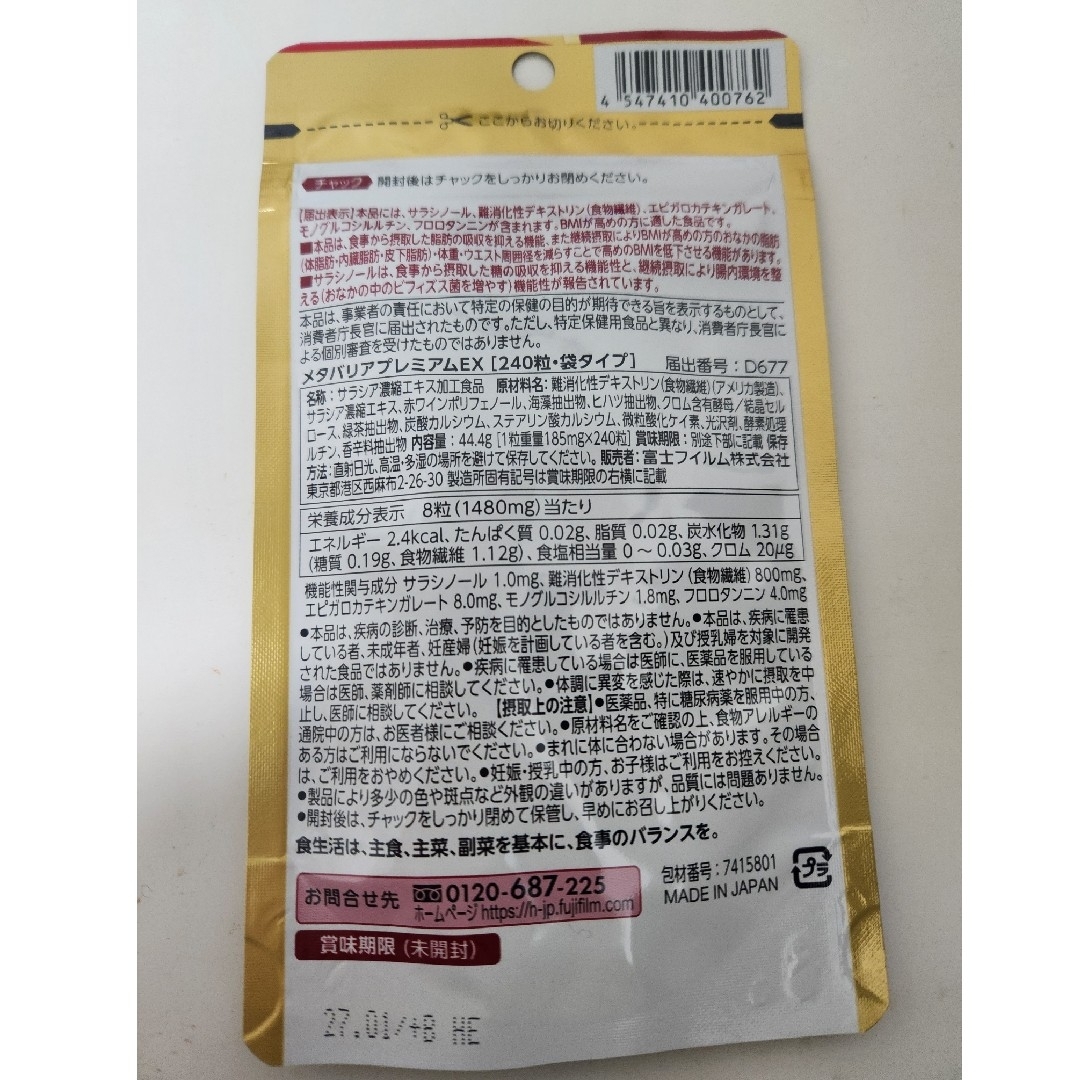 4 547410 400762
ここからお切りください。
チャック 開封後はチャックをしっかりお閉めください。
【届出表示】本品には、サラシノール、難消化性デキストリン(食物繊維)、エピガロカテキンガレート、
モノグルコシルルチン、フロロタンニンが含まれます。BMIが高めの方に適した食品です。
■本品は、食事から摂取した脂肪の吸収を抑える機能、また継続摂取によりBMIが高めの方のおなかの脂肪
(体脂肪・内臓脂肪・皮下脂肪)・体重・ウエスト周囲径を減らすことで高めのBMIを低下させる機能があります。
■サラシノールは、食事から摂取した糖の吸収を抑える機能性と、継続摂取により腸内環境を整
える(おなかの中のビフィズス菌を増やす)機能性が報告されています。
本品は、事業者の責任において特定の保健の目的が期待できる旨を表示するものとして、
消費者庁長官に届出されたものです。ただし、特定保健用食品と異なり、消費者庁長官に
よる個別審査を受けたものではありません。
メタバリアプレミアムEX [240粒・袋タイプ] 届出番号:D677
名称:サラシア濃縮エキス加工食品 原材料名:難消化性デキストリン(食物繊維)(アメリカ製造)、
サラシア濃縮エキス、赤ワインポリフェノール、海藻抽出物、ヒハツ抽出物、クロム含有酵母/結晶セル
ロース、緑茶抽出物、炭酸カルシウム、ステアリン酸カルシウム、微粒酸化ケイ素、光沢剤、酵素処理
ルチン、香辛料抽出物 内容量:44.4g [1粒重量185mg×240粒] 賞味期限:別途下部に記載 保存
方法:直射日光、高温・多湿の場所を避けて保存してください。 販売者:富士フイルム株式会社
東京都港区西麻布2-26-30 製造所固有記号は賞味期限の右横に記載
栄養成分表示 8粒(1480mg)当たり
エネルギー 2.4kcal、たんぱく質 0.02g、脂質 0.02g、炭水化物 1.31g
(糖質 0.19g、食物繊維 1.12g)、食塩相当量 0~0.03g、クロム 20μg
機能性関与成分 サラシノール 1.0mg、難消化性デキストリン(食物繊維)800mg、
エピガロカテキンガレート 8.0mg、モノグルコシルルチン 1.8mg、フロロタンニン 4.0mg
●本品は、疾病の診断、治療、予防を目的としたものではありません。●本品は、疾病に罹患
している者、未成年者、妊産婦(妊娠を計画している者を含む。)及び授乳婦を対象に開発
された食品ではありません。●疾病に罹患している場合は医師に、医薬品を服用している
場合は医師、薬剤師に相談してください。●体調に異変を感じた際は、速やかに摂取を中
止し、医師に相談してください。 【摂取上の注意】●医薬品、特に糖尿病薬を服用中の方、
通院中の方は、お医者様にご相談ください。●原材料名をご確認の上、食物アレルギーの
ある方はご利用にならないでください。●まれに体に合わない場合があります。その場合
は、ご利用をおやめください。●妊娠・授乳中の方、お子様はご利用をお控えください。
●製品により多少の色や斑点など外観の違いがありますが、品質には問題ありません。
●開封後は、チャックをしっかり閉めて保管し、早めにお召し上がりください。
食生活は、主食、主菜、副菜を基本に、食事のバランスを。
お問合せ先 0120-687-225
ホームページ https://h-jp.fujifilm.com
包材番号:7415801
MADE IN JAPAN
プラ
賞味期限(未開封)
27.01/+B HE